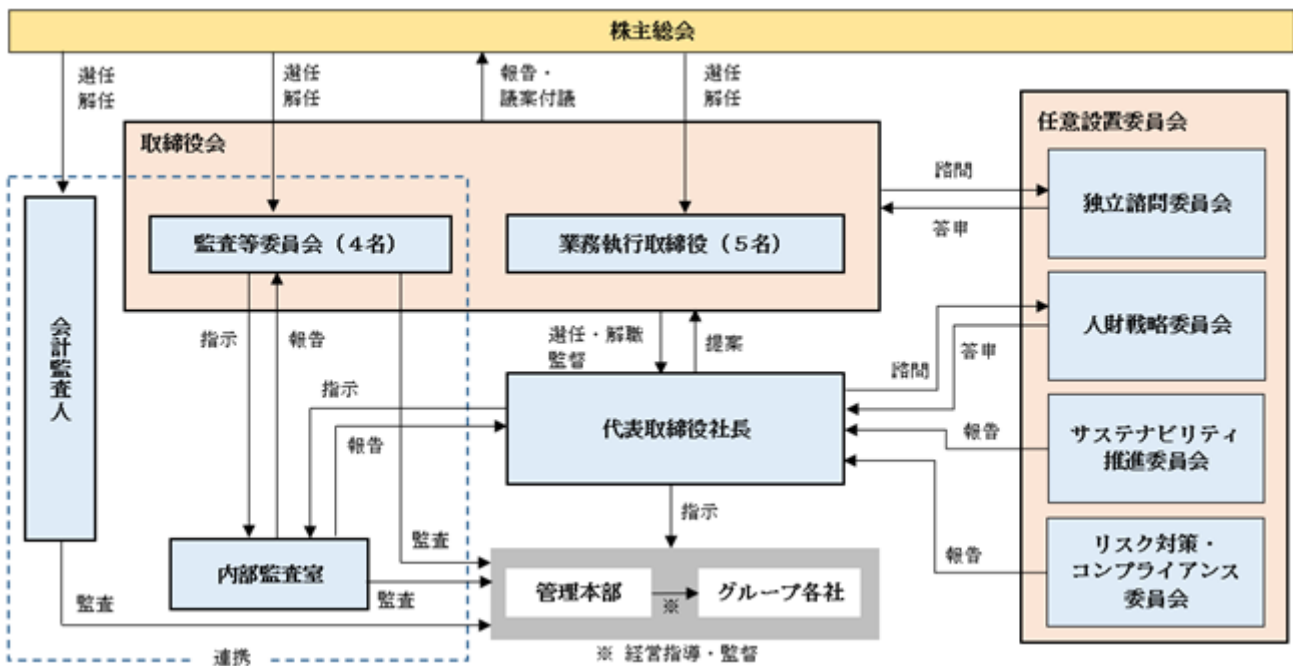 株主総会
選任
解任
選任
解任
報告・
議案付議
選任
解任
取締役会
任意設置委員会
諮問
独立諮問委員会
答申
監査等委員会（４名）
業務執行取締役（５名）
会計監査人
指示
報告
選任・解職
監督
提案
諮問
人財戦略委員会
答申
指示
報告
代表取締役社長
報告
サステナビリティ
推進委員会
指示
監査
内部監査室
監査
監査
管理本部
※
グループ各社
報告
リスク対策・
コンプライアンス
委員会
連携
※ 経営指導・監督